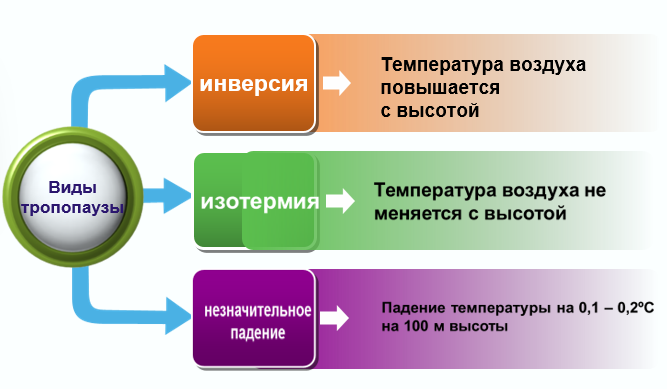 Виды
тропопаузы
инверсия
Температура воздуха
повышается
с высотой
изотермия
Температура воздуха не
меняется с высотой
незначительное
падение
Падение температуры на 0,1 – 0,2ºС
на 100 м высоты